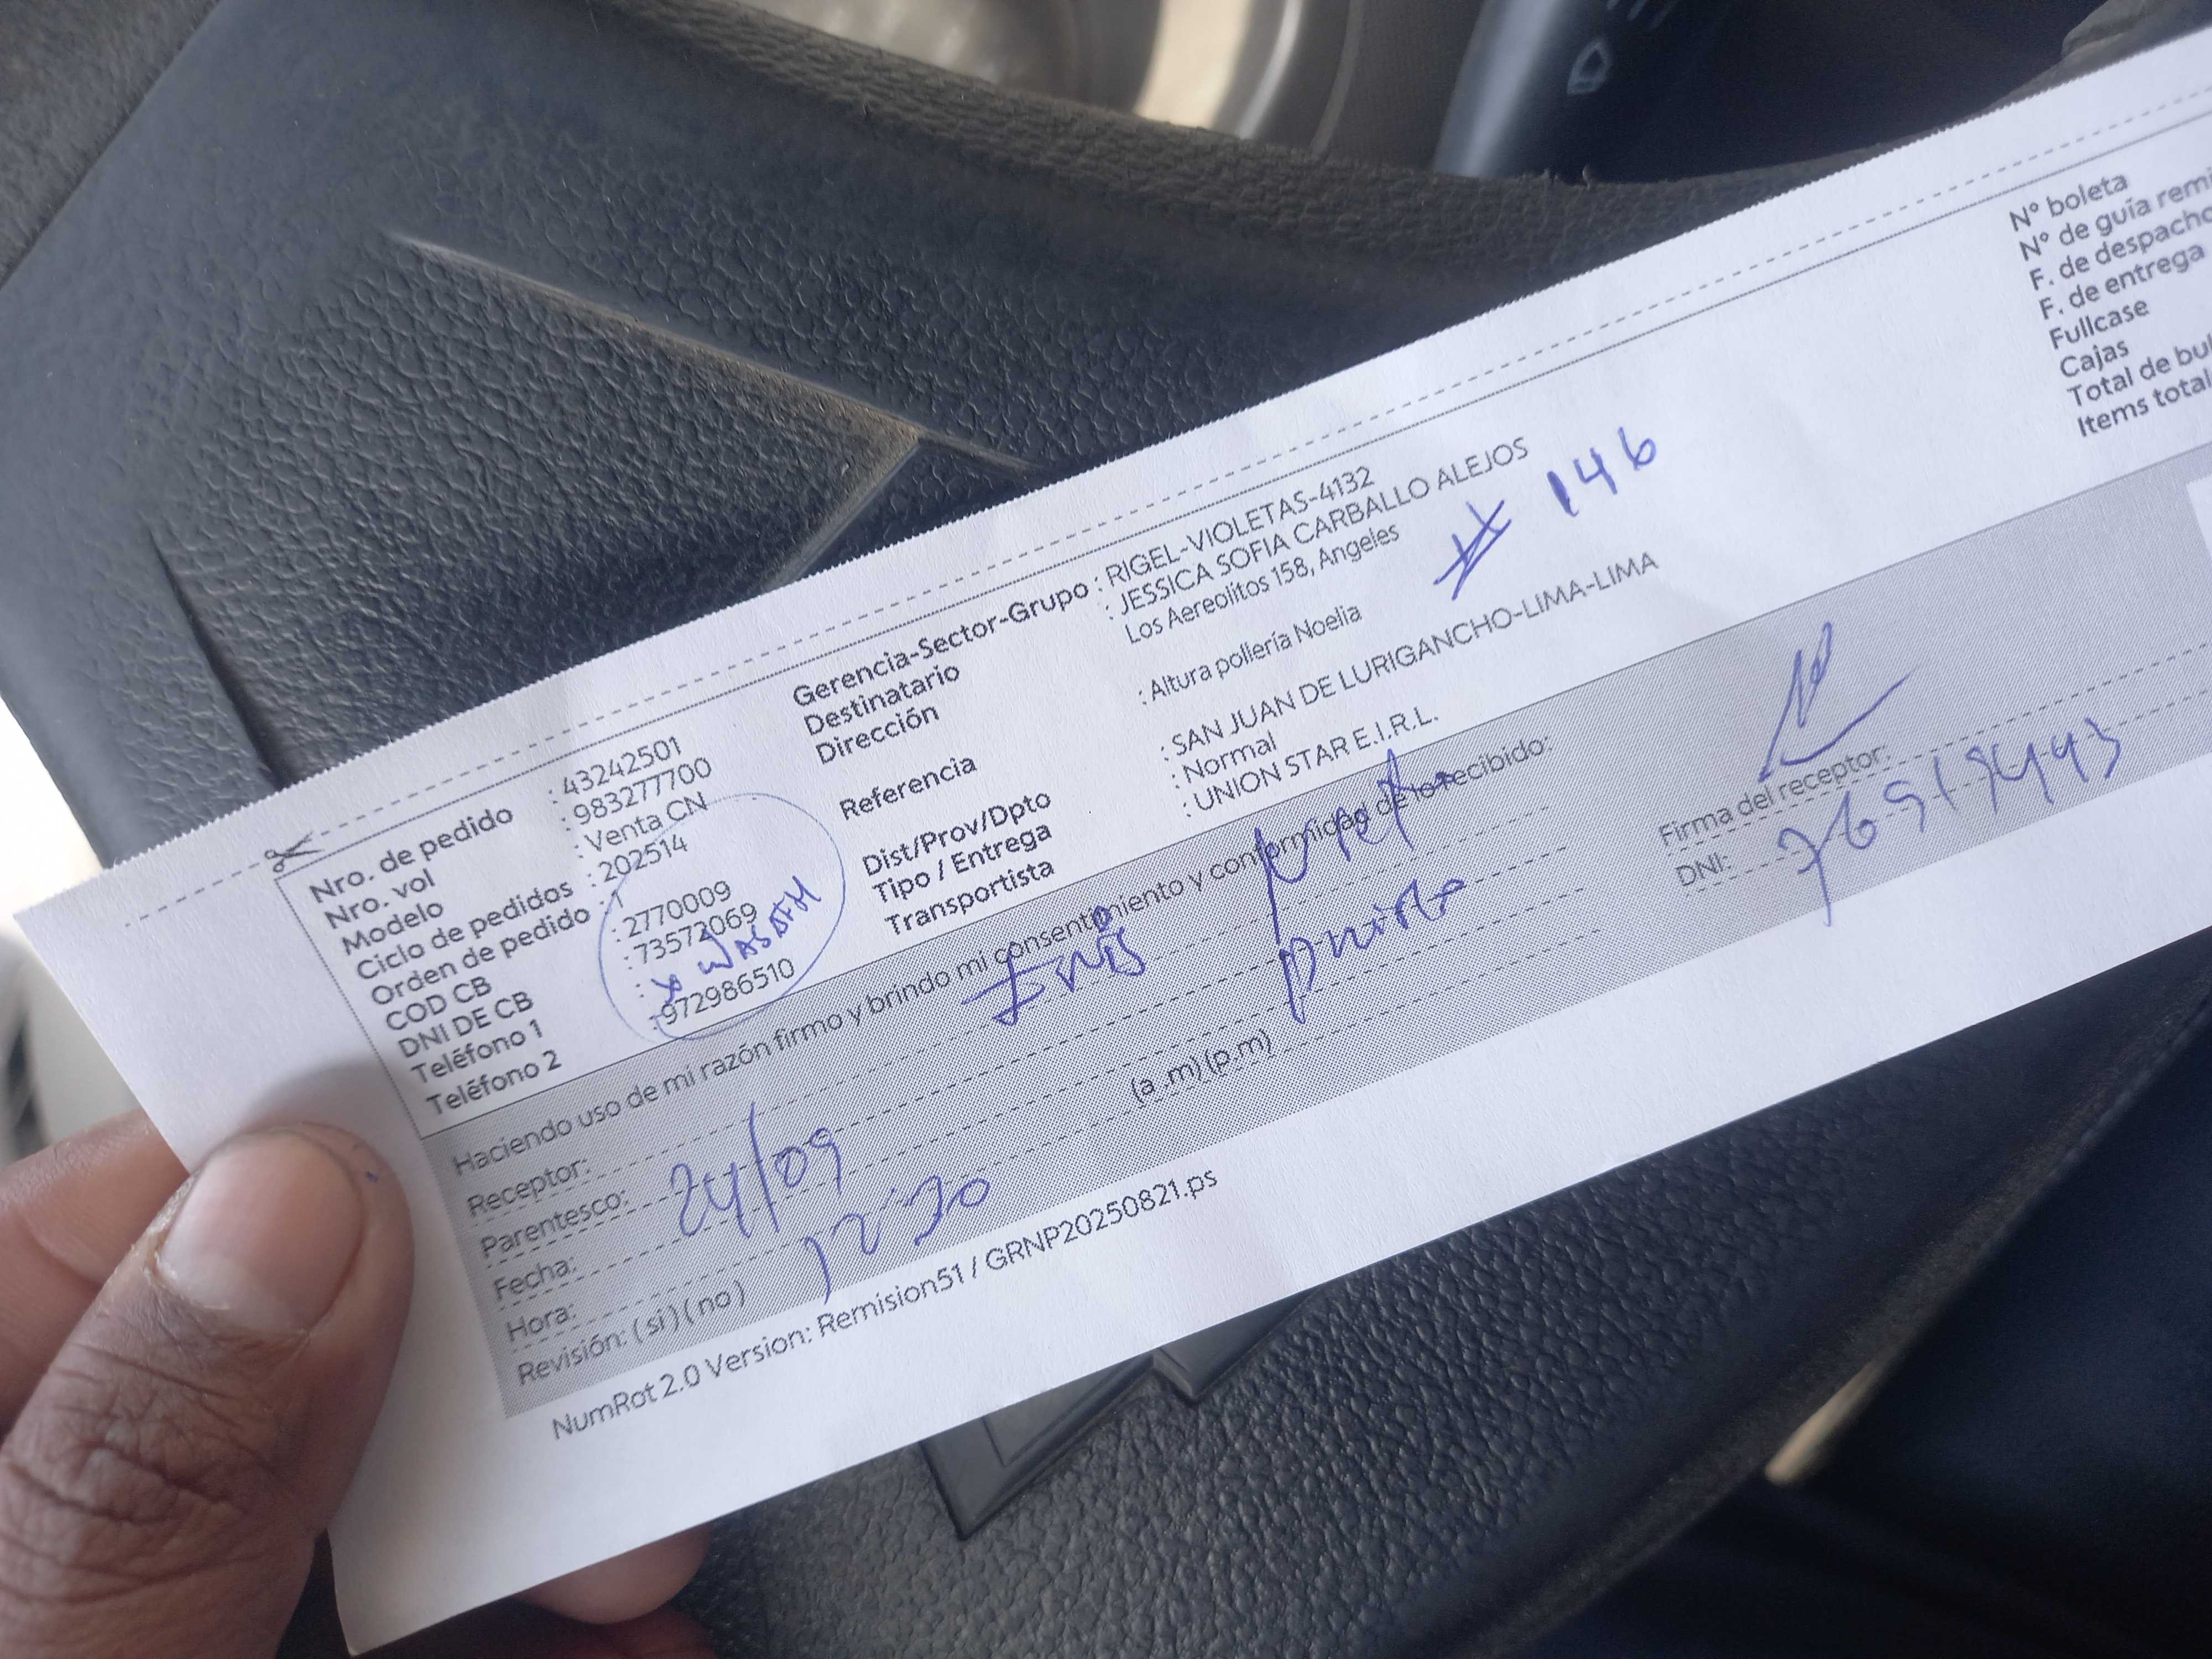 Nro. de pedido : 43242501
Nro. vol : 983277700
Modelo : Venta CN
Ciclo de pedidos : 202514
Orden de pedido : 1
COD CB : 2770009
DNI DE CB : 73572069
Teléfono 1 :
Teléfono 2 : 972986510
Gerencia-Sector-Grupo : RIGEL-VIOLETAS-4132
Destinatario : JESSICA SOFIA CARBALLO ALEJOS
Dirección Los Aereolitos 158, Angeles
# 146
Referencia : Altura pollería Noelia
Dist/Prov/Dpto : SAN JUAN DE LURIGANCHO-LIMA-LIMA
Tipo / Entrega : Normal
Transportista : UNION STAR E.I.R.L.
N° boleta
N° de guía remi
F. de despacho
F. de entrega
Fullcase
Cajas
Total de bul
Items total
Haciendo uso de mi razón firmo y brindo mi consentimiento y conformidad de lo recibido:
Receptor:
Parentesco:
Fecha: 24/09
Hora: 12:30 (a .m) (p.m)
Revisión: ( si ) ( no )
Firma del receptor:
DNI:
NumRot 2.0 Version: Remision51 / GRNP20250821.ps